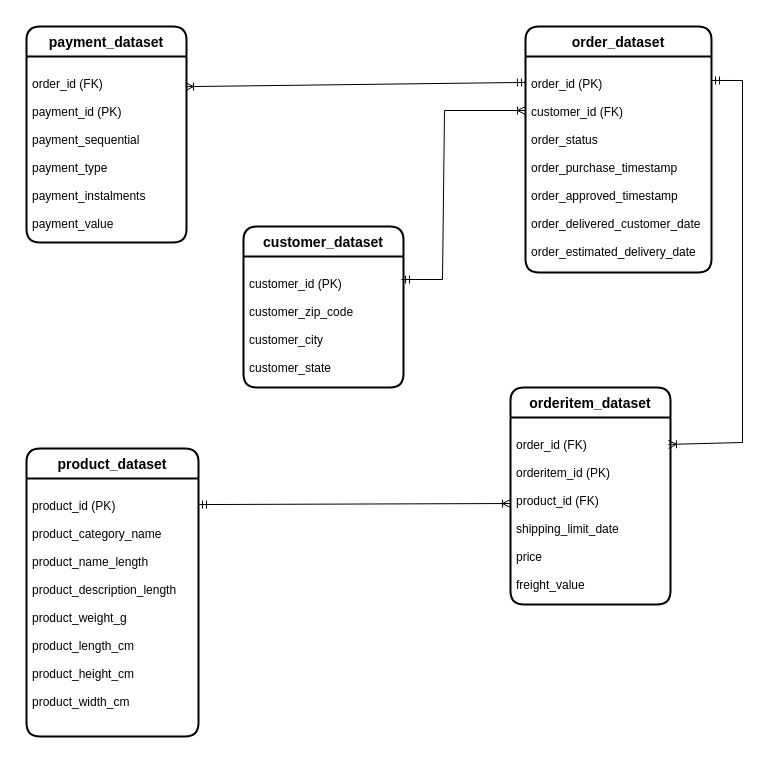 payment_dataset
order_id (FK)
payment_id (PK)
payment_sequential
payment_type
payment_instalments
payment_value
order_dataset
order_id (PK)
customer_id (FK)
order_status
order_purchase_timestamp
order_approved_timestamp
order_delivered_customer_date
order_estimated_delivery_date
customer_dataset
customer_id (PK)
customer_zip_code
customer_city
customer_state
orderitem_dataset
order_id (FK)
orderitem_id (PK)
product_id (FK)
shipping_limit_date
price
freight_value
product_dataset
product_id (PK)
product_category_name
product_name_length
product_description_length
product_weight_g
product_length_cm
product_height_cm
product_width_cm